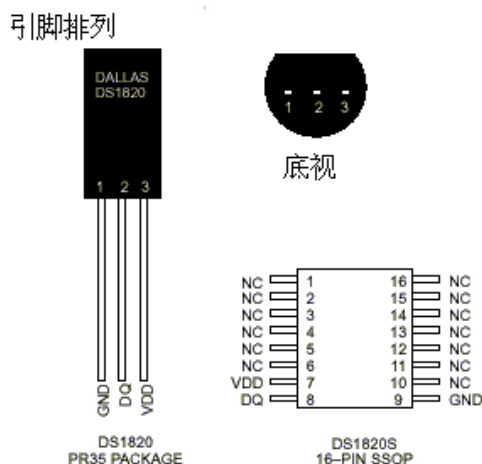 引脚排列
DALLAS
DS1820
1 2 3
GND
DQ
VDD
DS1820
PR35 PACKAGE
1 2 3
底视
NC 1 16 NC
NC 2 15 NC
NC 3 14 NC
NC 4 13 NC
NC 5 12 NC
NC 6 11 NC
VDD 7 10 NC
DQ 8 9 GND
DS1820S
16–PIN SSOP